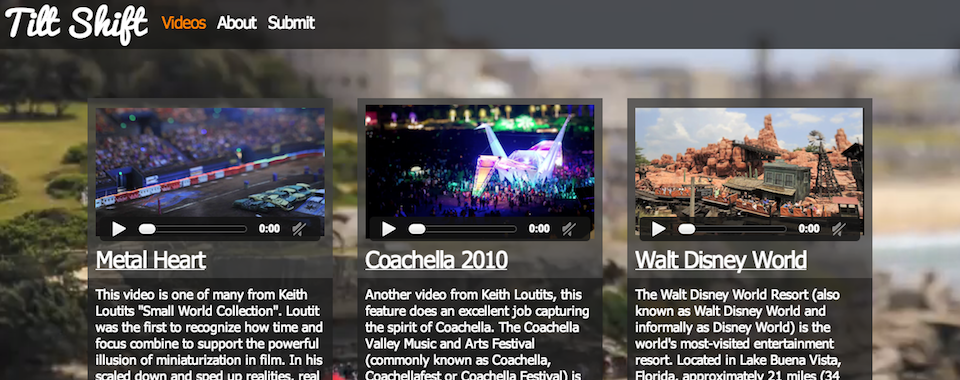 Tilt Shift Videos About Submit
0:00 0:00 0:00
Metal Heart
This video is one of many from Keith
Loutits "Small World Collection". Loutit
was the first to recognize how time and
focus combine to support the powerful
illusion of miniaturization in film. In his
scaled down and sped up realities, real
Coachella 2010
Another video from Keith Loutits, this
feature does an excellent job capturing
the spirit of Coachella. The Coachella
Valley Music and Arts Festival
(commonly known as Coachella,
Coachellafest or Coachella Festival) is
Walt Disney World
The Walt Disney World Resort (also
known as Walt Disney World and
informally as Disney World) is the
world's most-visited entertainment
resort. Located in Lake Buena Vista,
Florida, approximately 21 miles (34